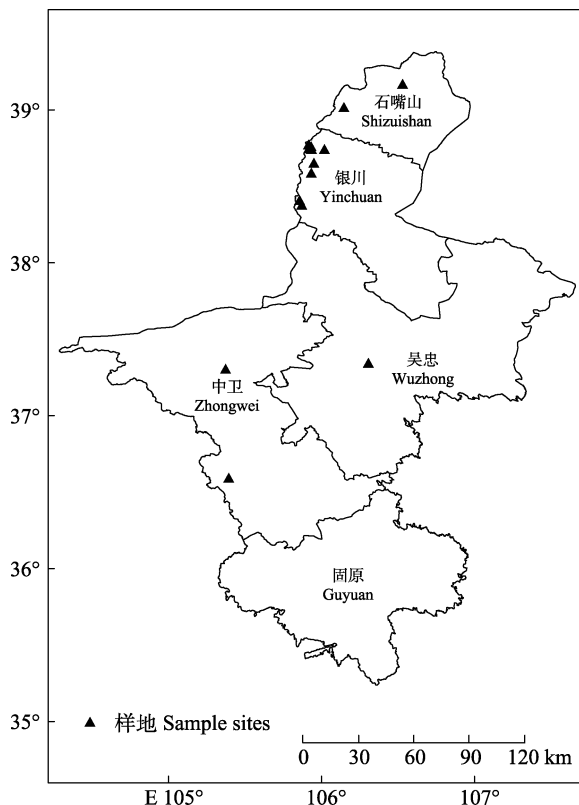 39°
石嘴山
Shizuishan
银川
Yinchuan
38°
吴忠
Wuzhong
中卫
Zhongwei
37°
36°
固原
Guyuan
35°
样地 Sample sites
0 30 60 90 120 km
E 105° 106° 107°